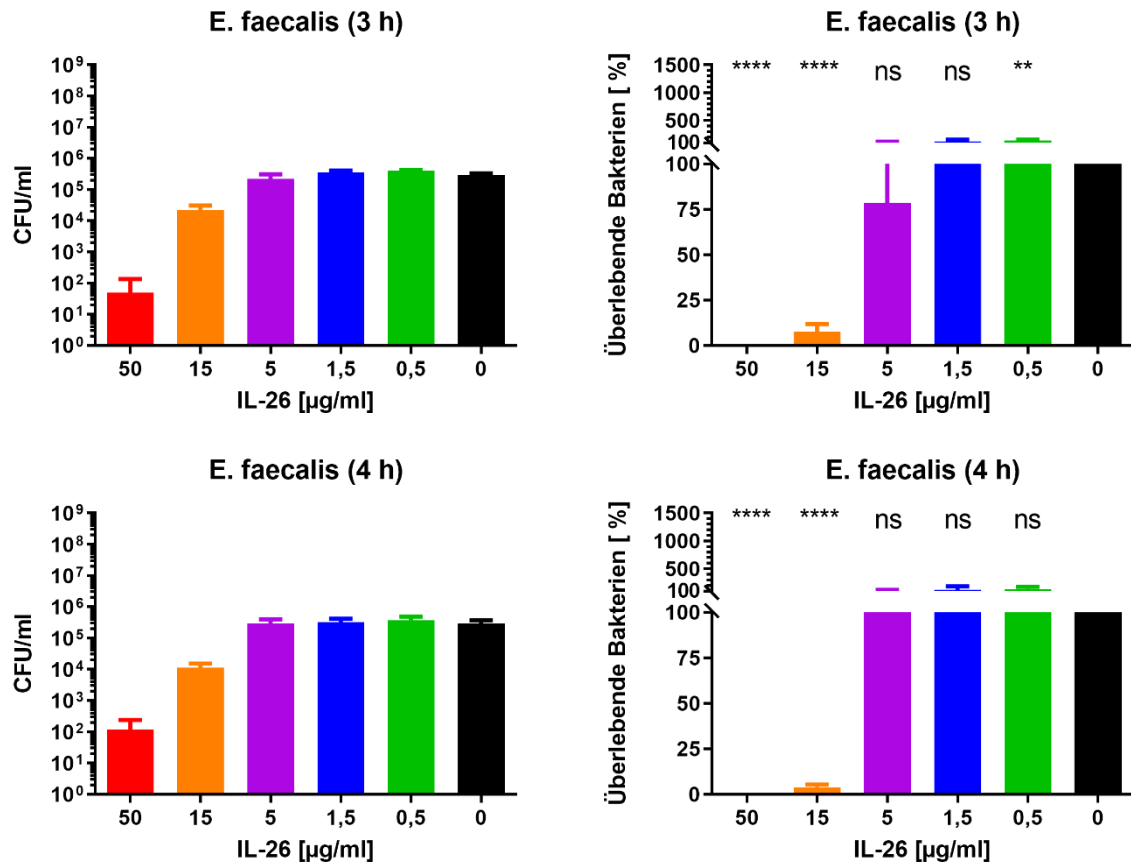 E. faecalis (3 h)
CFU/ml
10⁹
10⁸
10⁷
10⁶
10⁵
10⁴
10³
10²
10¹
10⁰
50 15 5 1,5 0,5 0
IL-26 [µg/ml]
E. faecalis (3 h)
Überlebende Bakterien [ %]
1500
1000
500
100
100
75
50
25
0
**** **** ns ns **
50 15 5 1,5 0,5 0
IL-26 [µg/ml]
E. faecalis (4 h)
CFU/ml
10⁹
10⁸
10⁷
10⁶
10⁵
10⁴
10³
10²
10¹
10⁰
50 15 5 1,5 0,5 0
IL-26 [µg/ml]
E. faecalis (4 h)
Überlebende Bakterien [ %]
1500
1000
500
100
100
75
50
25
0
**** **** ns ns ns
50 15 5 1,5 0,5 0
IL-26 [µg/ml]